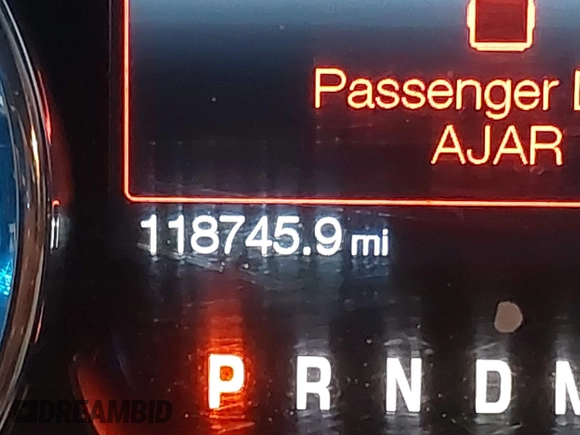 Passenger
AJAR
118745.9 mi
P R N D
DREAMBID